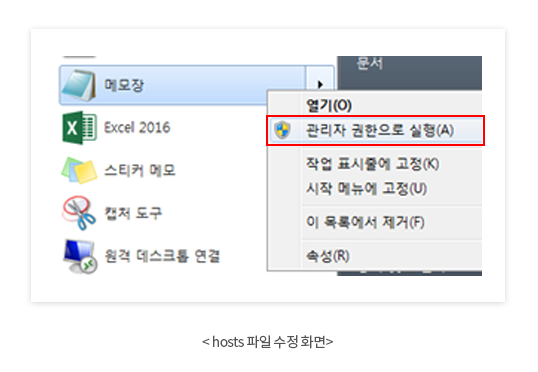 문서
메모장
열기(O)
Excel 2016
관리자 권한으로 실행(A)
스티커 메모
작업 표시줄에 고정(K)
시작 메뉴에 고정(U)
캡처 도구
이 목록에서 제거(F)
원격 데스크톱 연결
속성(R)
< hosts 파일 수정 화면>